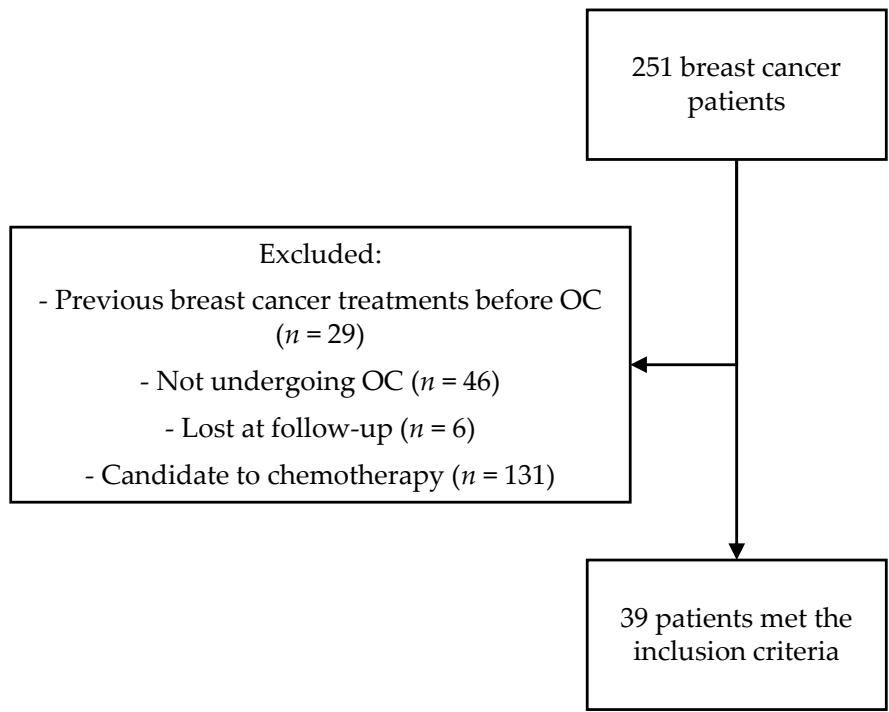 251 breast cancer
patients
Excluded:
- Previous breast cancer treatments before OC
(n = 29)
- Not undergoing OC (n = 46)
- Lost at follow-up (n = 6)
- Candidate to chemotherapy (n = 131)
39 patients met the
inclusion criteria